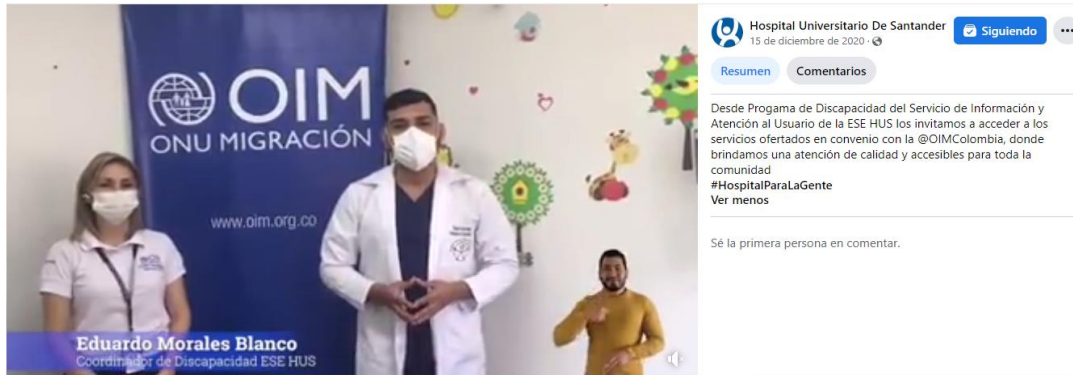 OIM
ONU MIGRACIÓN
www.oim.org.co
Eduardo Morales Blanco
Coordinador de Discapacidad ESE HUS
Hospital Universitario De Santander
15 de diciembre de 2020 ·
Siguiendo
Resumen
Comentarios
Desde Progama de Discapacidad del Servicio de Información y
Atención al Usuario de la ESE HUS los invitamos a acceder a los
servicios ofertados en convenio con la @OIMColombia, donde
brindamos una atención de calidad y accesibles para toda la
comunidad
#HospitalParaLaGente
Ver menos
Sé la primera persona en comentar.